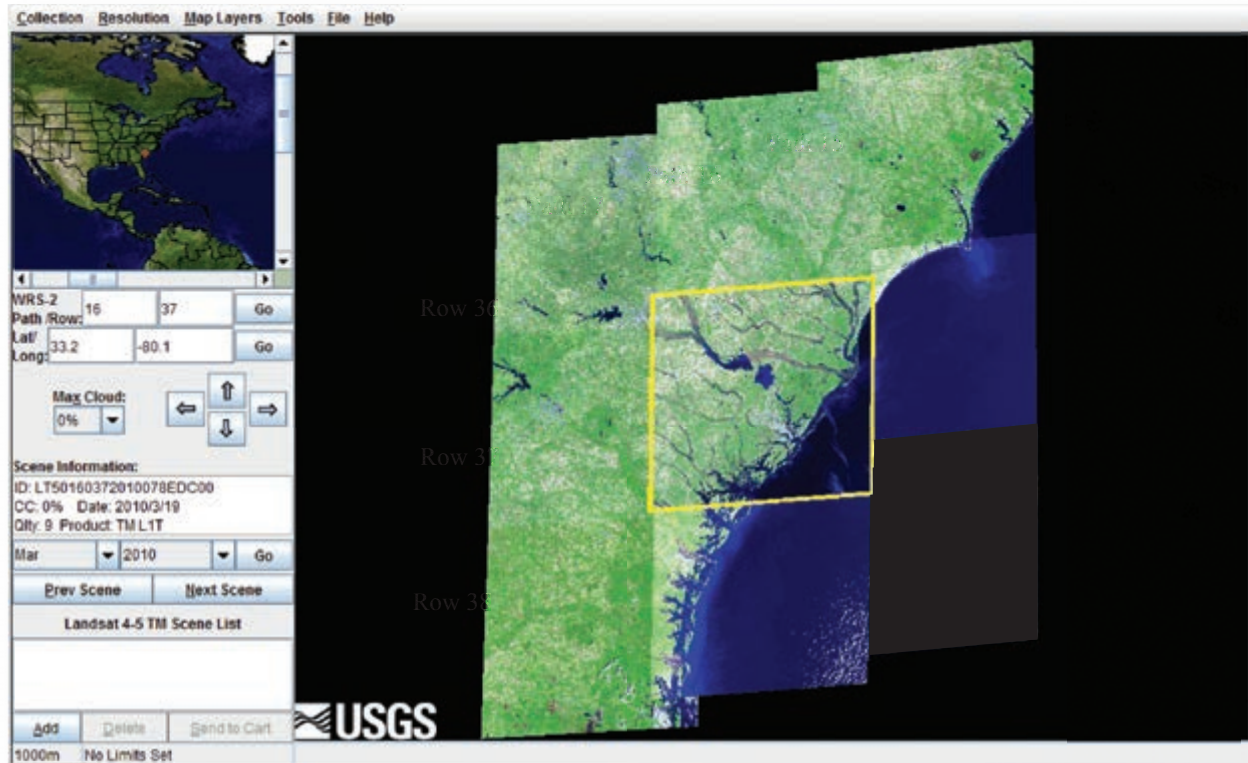 Collection Resolution Map Layers Tools File Help
WRS-2
Path /Row: 16 37 Go
Lat/
Long: 33.2 -80.1 Go
Max Cloud:
0%
Scene Information:
ID: LT50160372010078EDC00
CC: 0% Date: 2010/3/19
Qlty: 9 Product: TM L1T
Mar 2010 Go
Prev Scene Next Scene
Landsat 4-5 TM Scene List
Add Delete Send to Cart
1000m No Limits Set
Row 36
Row 38
USGS